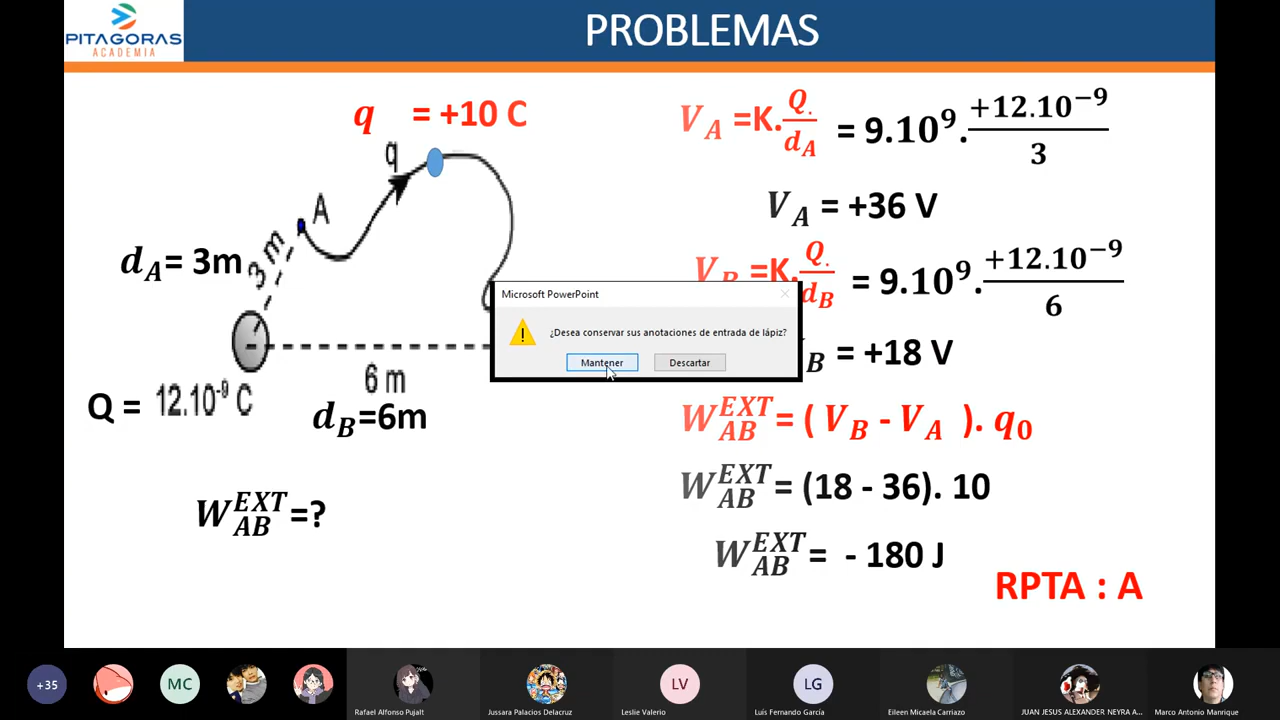 PITAGORAS
ACADEMIA
PROBLEMAS
q = +10 C
q
A
d_A= 3m
3 m
6 m
Q = 12.10⁻⁹ C
d_B=6m
W_AB^EXT =?
V_A =K. Q./d_A = 9.10⁹. +12.10⁻⁹/3
V_A = +36 V
V_B =K. Q./d_B = 9.10⁹. +12.10⁻⁹/6
B = +18 V
W_AB^EXT = ( V_B - V_A ). q_0
W_AB^EXT = (18 - 36). 10
W_AB^EXT = - 180 J
RPTA : A
Microsoft PowerPoint
¿Desea conservar sus anotaciones de entrada de lápiz?
Mantener
Descartar
+35
MC
LV
LG
Rafael Alfonso Pujalt
Jussara Palacios Delacruz
Leslie Valerio
Luis Fernando García
Eileen Micaela Carriazo
JUAN JESUS ALEXANDER NEYRA A...
Marco Antonio Manrique